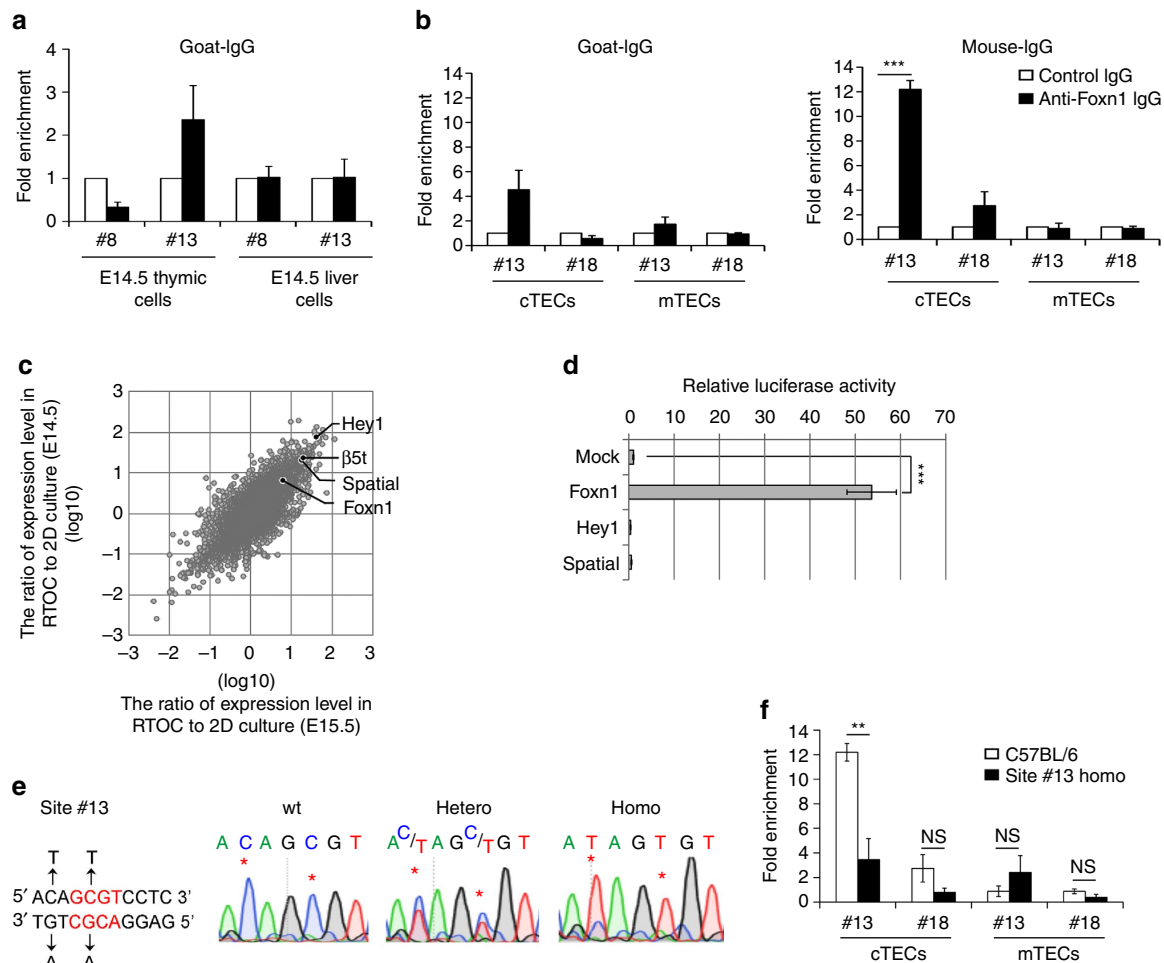 a
Goat-IgG
Fold enrichment
4
3
2
1
0
#8
#13
#8
#13
E14.5 thymic
cells
E14.5 liver
cells
b
Goat-IgG
Fold enrichment
14
12
10
8
6
4
2
0
#13
#18
#13
#18
cTECs
mTECs
Mouse-IgG
Fold enrichment
14
12
10
8
6
4
2
0
***
Control IgG
Anti-Foxn1 IgG
#13
#18
#13
#18
cTECs
mTECs
c
The ratio of expression level in
RTOC to 2D culture (E14.5)
(log10)
3
2
1
0
−1
−2
−3
Hey1
β5t
Spatial
Foxn1
−3
−2
−1
0
1
2
3
(log10)
The ratio of expression level in
RTOC to 2D culture (E15.5)
d
Relative luciferase activity
0
10
20
30
40
50
60
70
Mock
Foxn1
Hey1
Spatial
***
e
Site #13
T T
5′ ACAGCGTCCTC 3′
3′ TGTCGCAGGAG 5′
A A
wt
A C A G C G T
* *
Hetero
A C/T A G C/T G T
* *
Homo
A T A G T G T
* *
f
Fold enrichment
14
12
10
8
6
4
2
0
**
NS
NS
NS
C57BL/6
Site #13 homo
#13
#18
#13
#18
cTECs
mTECs